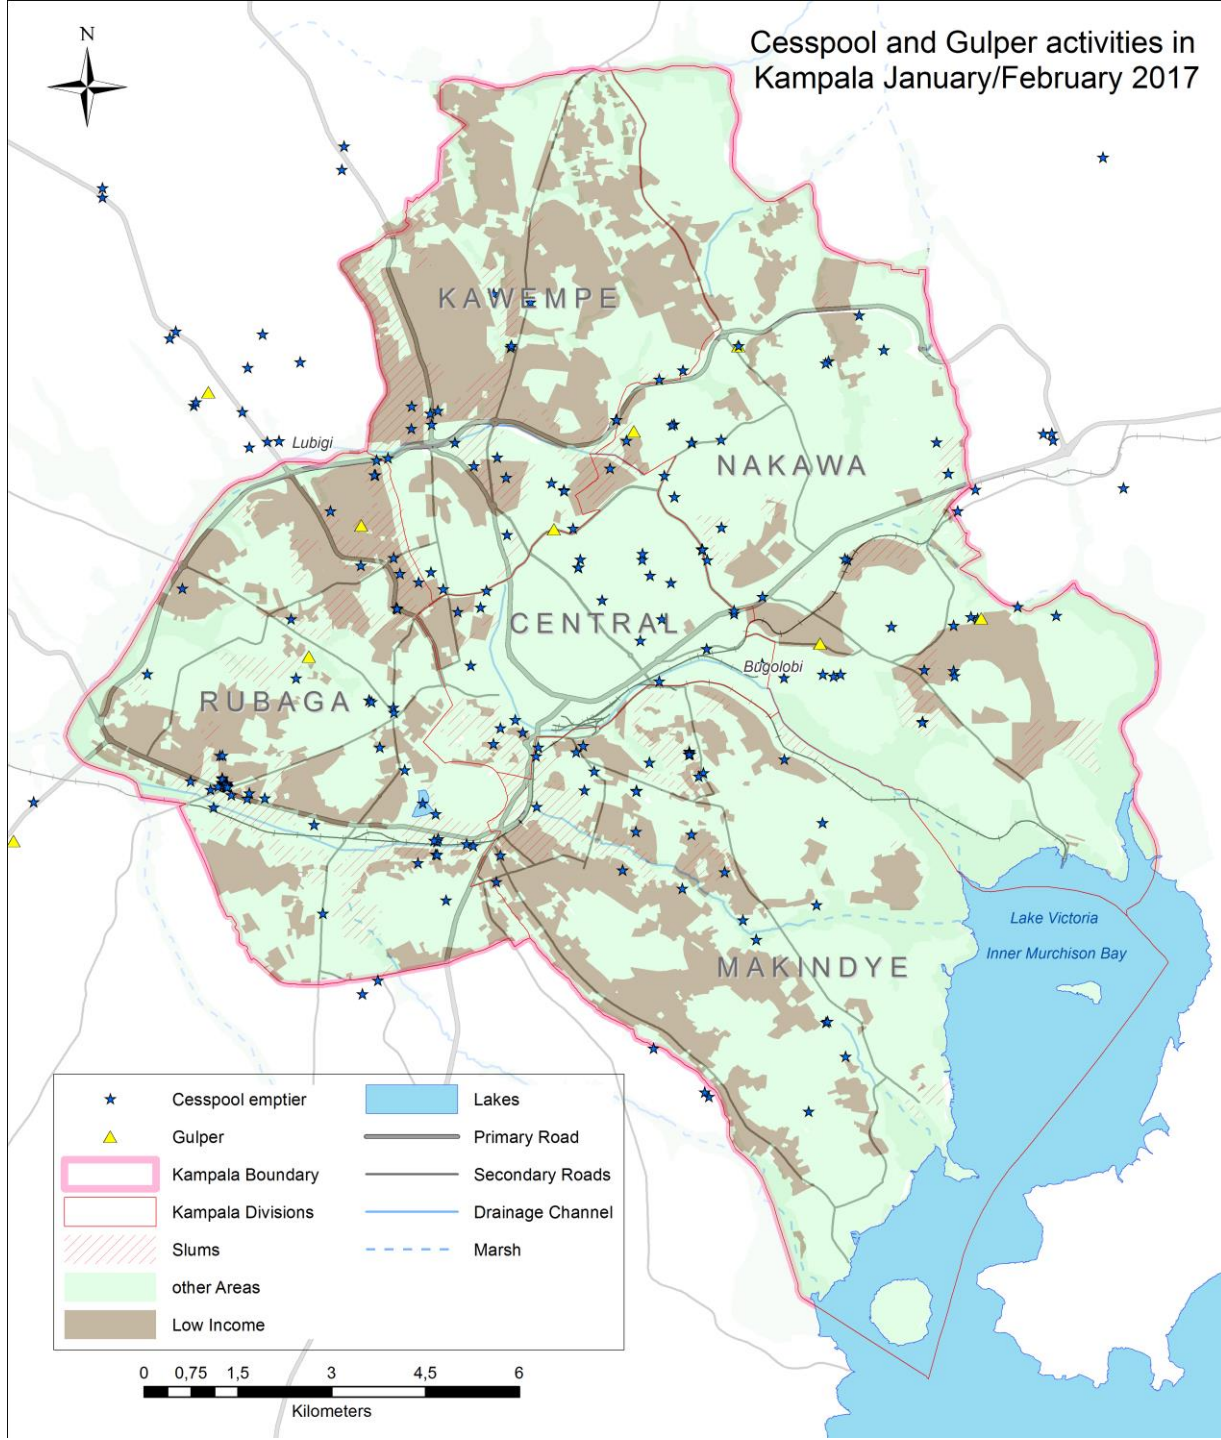 Cesspool and Gulper activities in
Kampala January/February 2017
N
KAWEMPE
Lubigi
NAKAWA
CENTRAL
Bugolobi
RUBAGA
Lake Victoria
Inner Murchison Bay
MAKINDYE
Cesspool emptier
Gulper
Kampala Boundary
Kampala Divisions
Slums
other Areas
Low Income
Lakes
Primary Road
Secondary Roads
Drainage Channel
Marsh
0 0,75 1,5 3 4,5 6
Kilometers